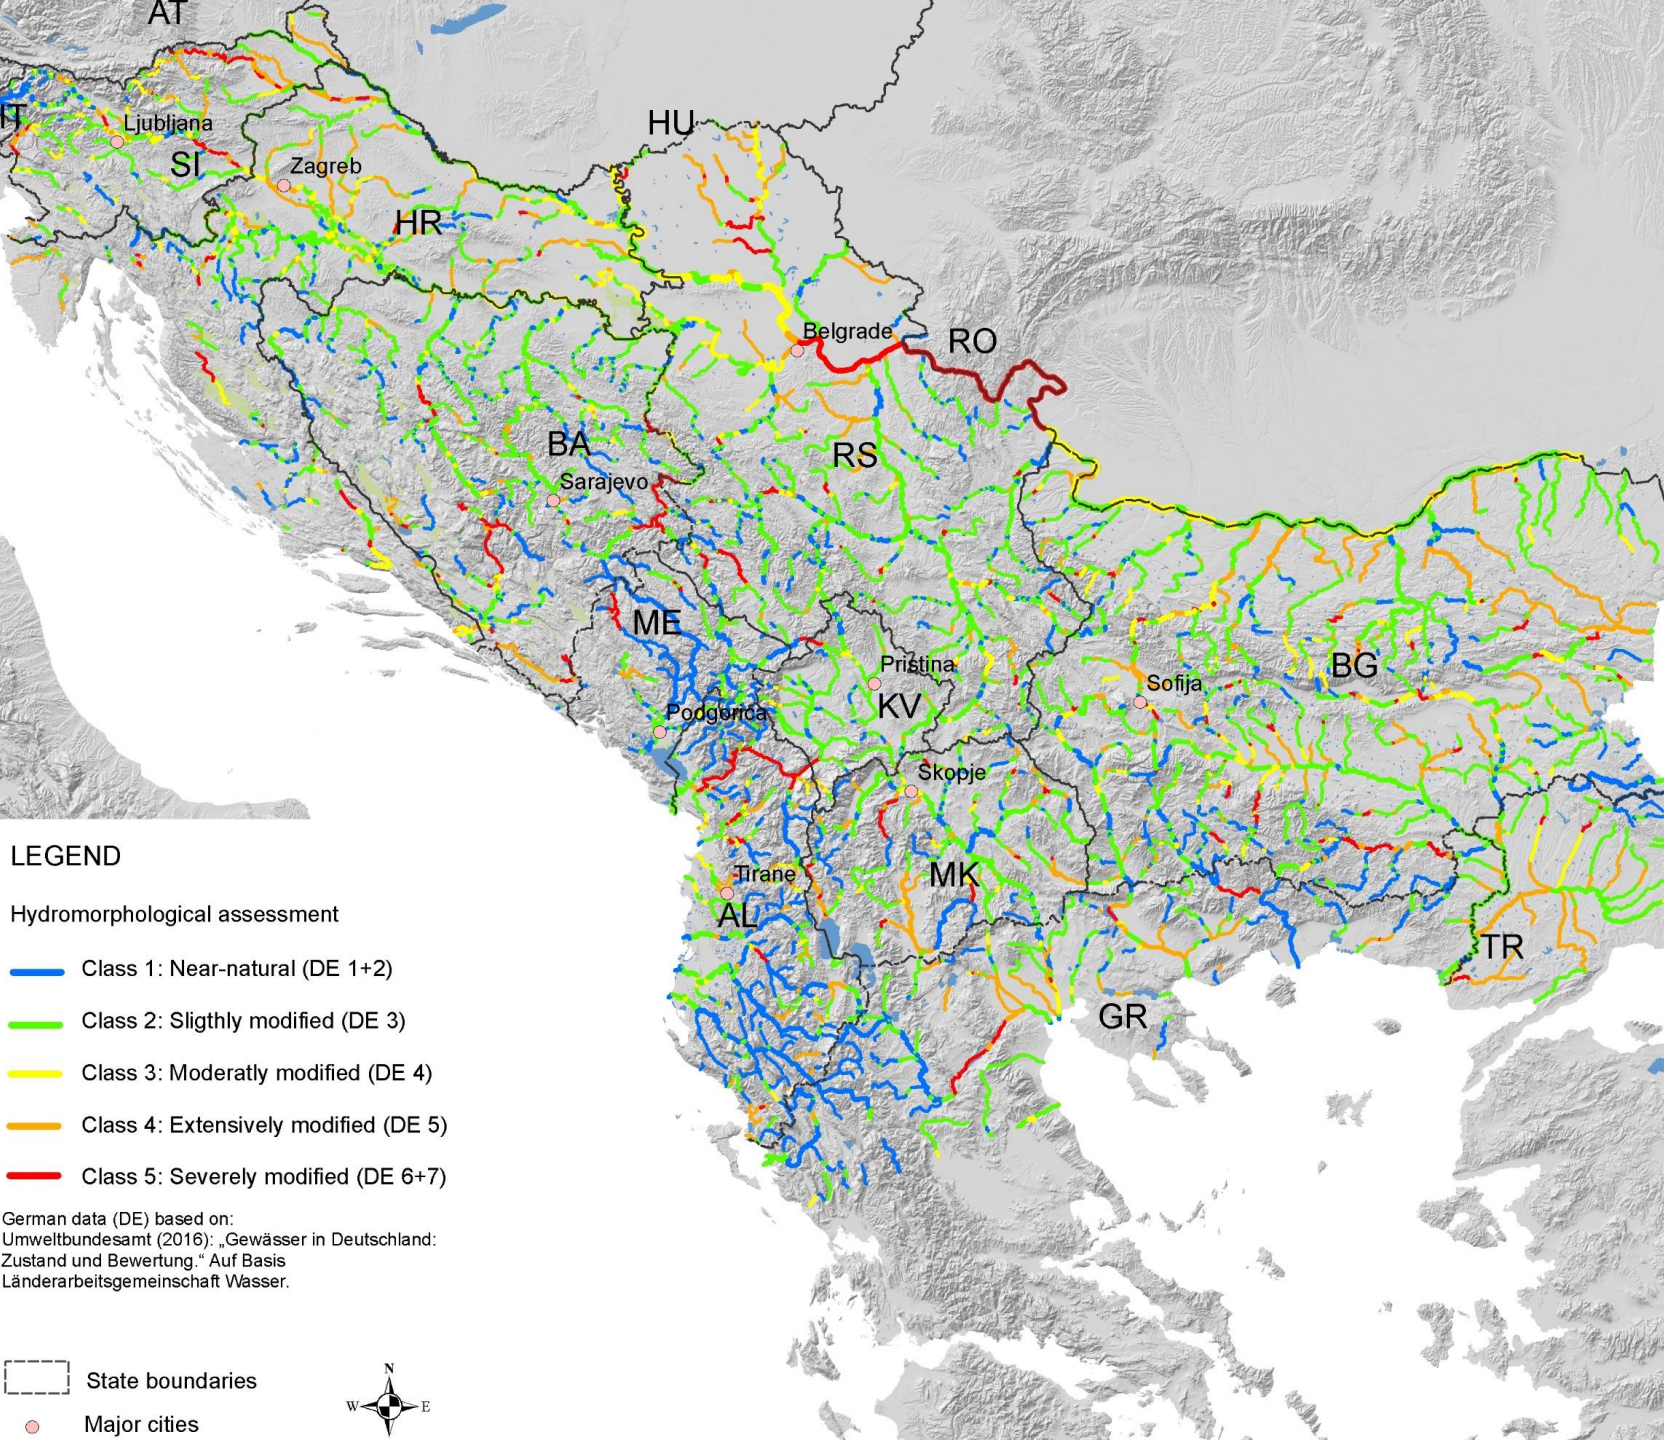 AT
HU
IT
Ljubljana
SI
Zagreb
HR
Belgrade
RO
BA
RS
Sarajevo
ME
Pristina
BG
Sofija
KV
Podgorica
Skopje
Tirane
MK
AL
TR
GR
LEGEND
Hydromorphological assessment
Class 1: Near-natural (DE 1+2)
Class 2: Sligthly modified (DE 3)
Class 3: Moderatly modified (DE 4)
Class 4: Extensively modified (DE 5)
Class 5: Severely modified (DE 6+7)
German data (DE) based on:
Umweltbundesamt (2016): „Gewässer in Deutschland:
Zustand und Bewertung.“ Auf Basis
Länderarbeitsgemeinschaft Wasser.
State boundaries
Major cities
N
W
E
S